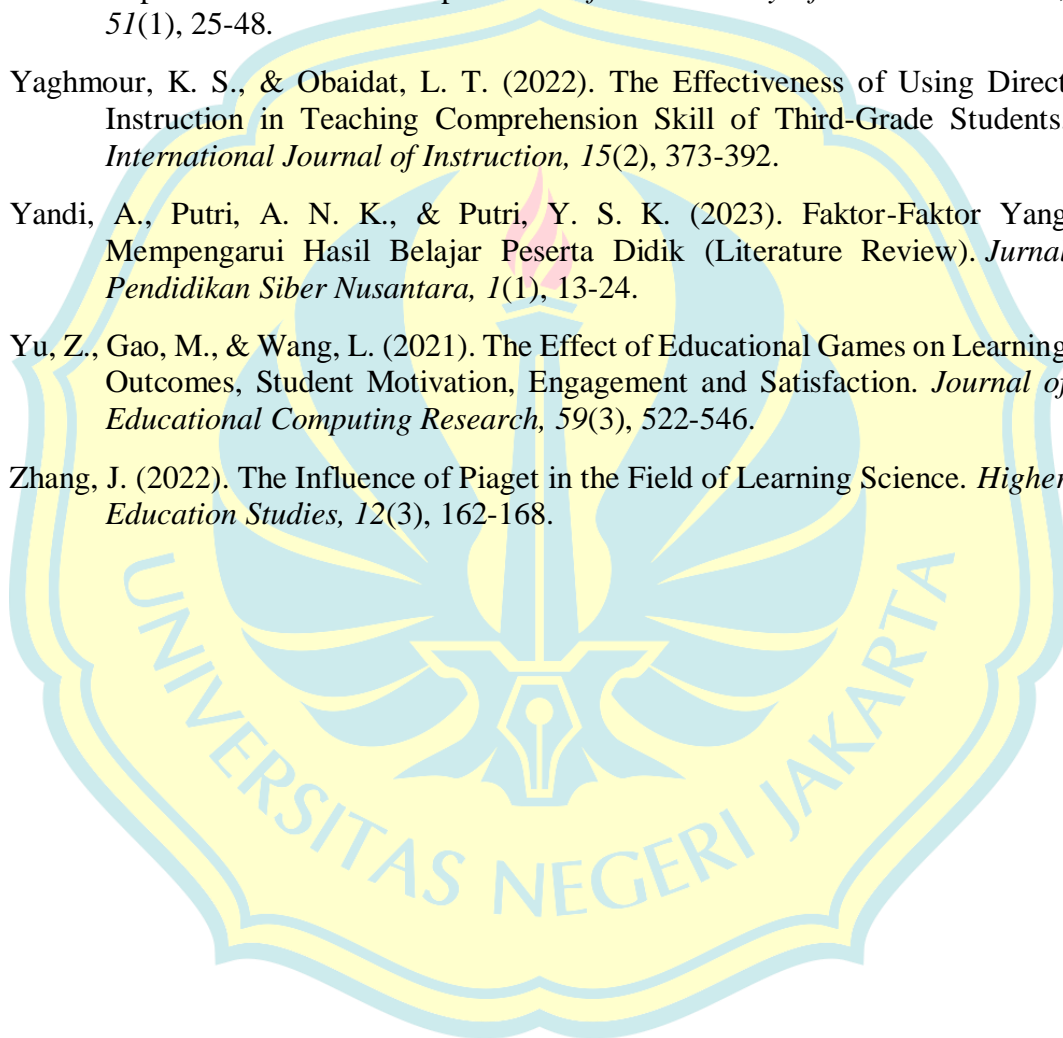 51(1), 25-48.
Yaghmour, K. S., & Obaidat, L. T. (2022). The Effectiveness of Using Direct
Instruction in Teaching Comprehension Skill of Third-Grade Students
International Journal of Instruction, 15(2), 373-392.
Yandi, A., Putri, A. N. K., & Putri, Y. S. K. (2023). Faktor-Faktor Yang
Mempengarui Hasil Belajar Peserta Didik (Literature Review). Jurnal
Pendidikan Siber Nusantara, 1(1), 13-24.
Yu, Z., Gao, M., & Wang, L. (2021). The Effect of Educational Games on Learning
Outcomes, Student Motivation, Engagement and Satisfaction. Journal of
Educational Computing Research, 59(3), 522-546.
Zhang, J. (2022). The Influence of Piaget in the Field of Learning Science. Higher
Education Studies, 12(3), 162-168.
UNIVERSITAS NEGERI JAKARTA